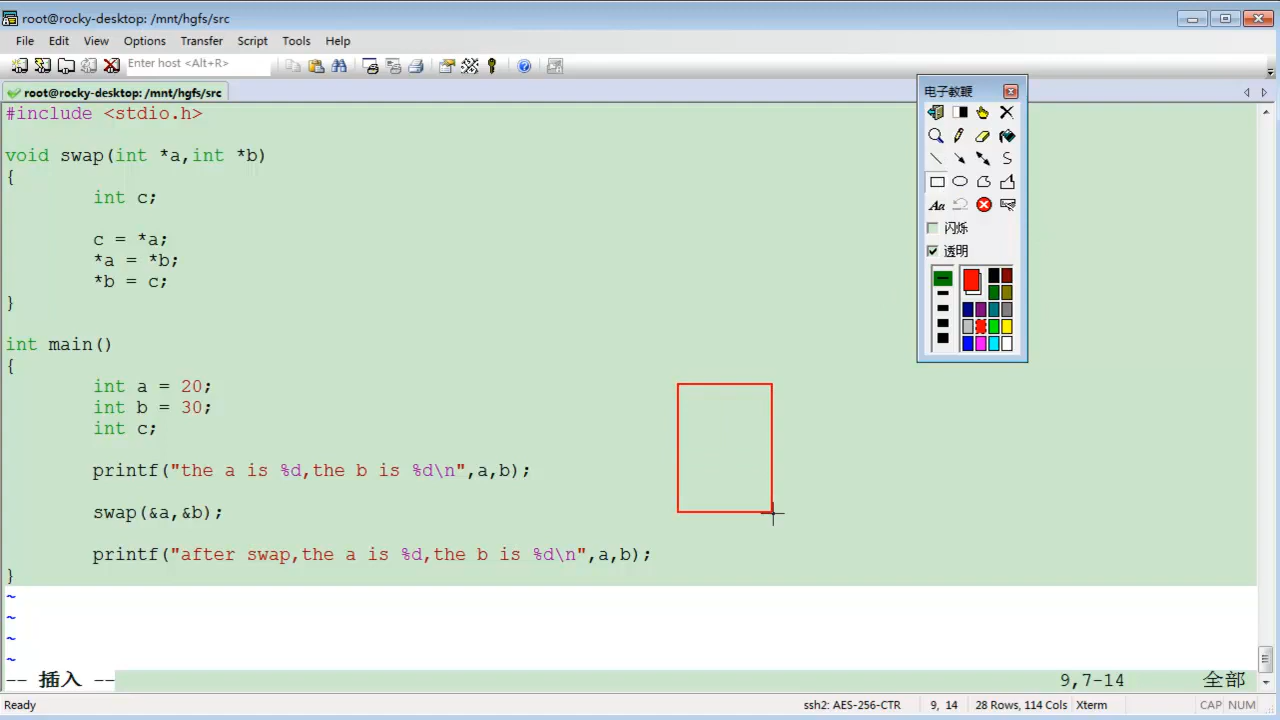 root@rocky-desktop: /mnt/hgfs/src
File Edit View Options Transfer Script Tools Help
Enter host <Alt+R>
root@rocky-desktop: /mnt/hgfs/src
#include <stdio.h>
void swap(int *a,int *b)
{
int c;
c = *a;
*a = *b;
*b = c;
}
int main()
{
int a = 20;
int b = 30;
int c;
printf("the a is %d,the b is %d\n",a,b);
swap(&a,&b);
printf("after swap,the a is %d,the b is %d\n",a,b);
}
~
~
~
~
-- 插入 -- 9,7-14 全部
Ready ssh2: AES-256-CTR 9, 14 28 Rows, 114 Cols Xterm CAP NUM
电子教鞭
Aa
闪烁
透明